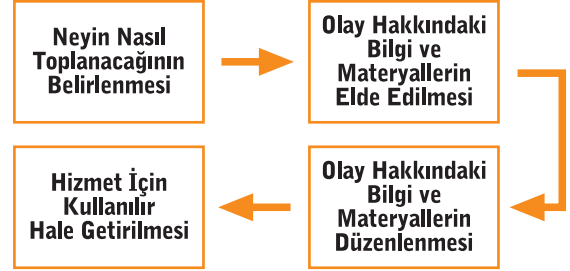 Neyin Nasıl
Toplanacağının
Belirlenmesi
Olay Hakkındaki
Bilgi ve
Materyallerin
Elde Edilmesi
Olay Hakkındaki
Bilgi ve
Materyallerin
Düzenlenmesi
Hizmet İçin
Kullanılır
Hale Getirilmesi